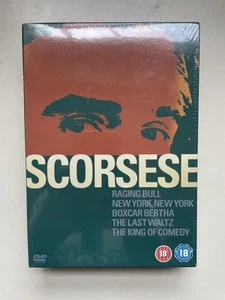 SCORSESE
RAGING BULL
NEW YORK, NEW YORK
BOXCAR BERTHA
THE LAST WALTZ
THE KING OF COMEDY
DVD
18
18